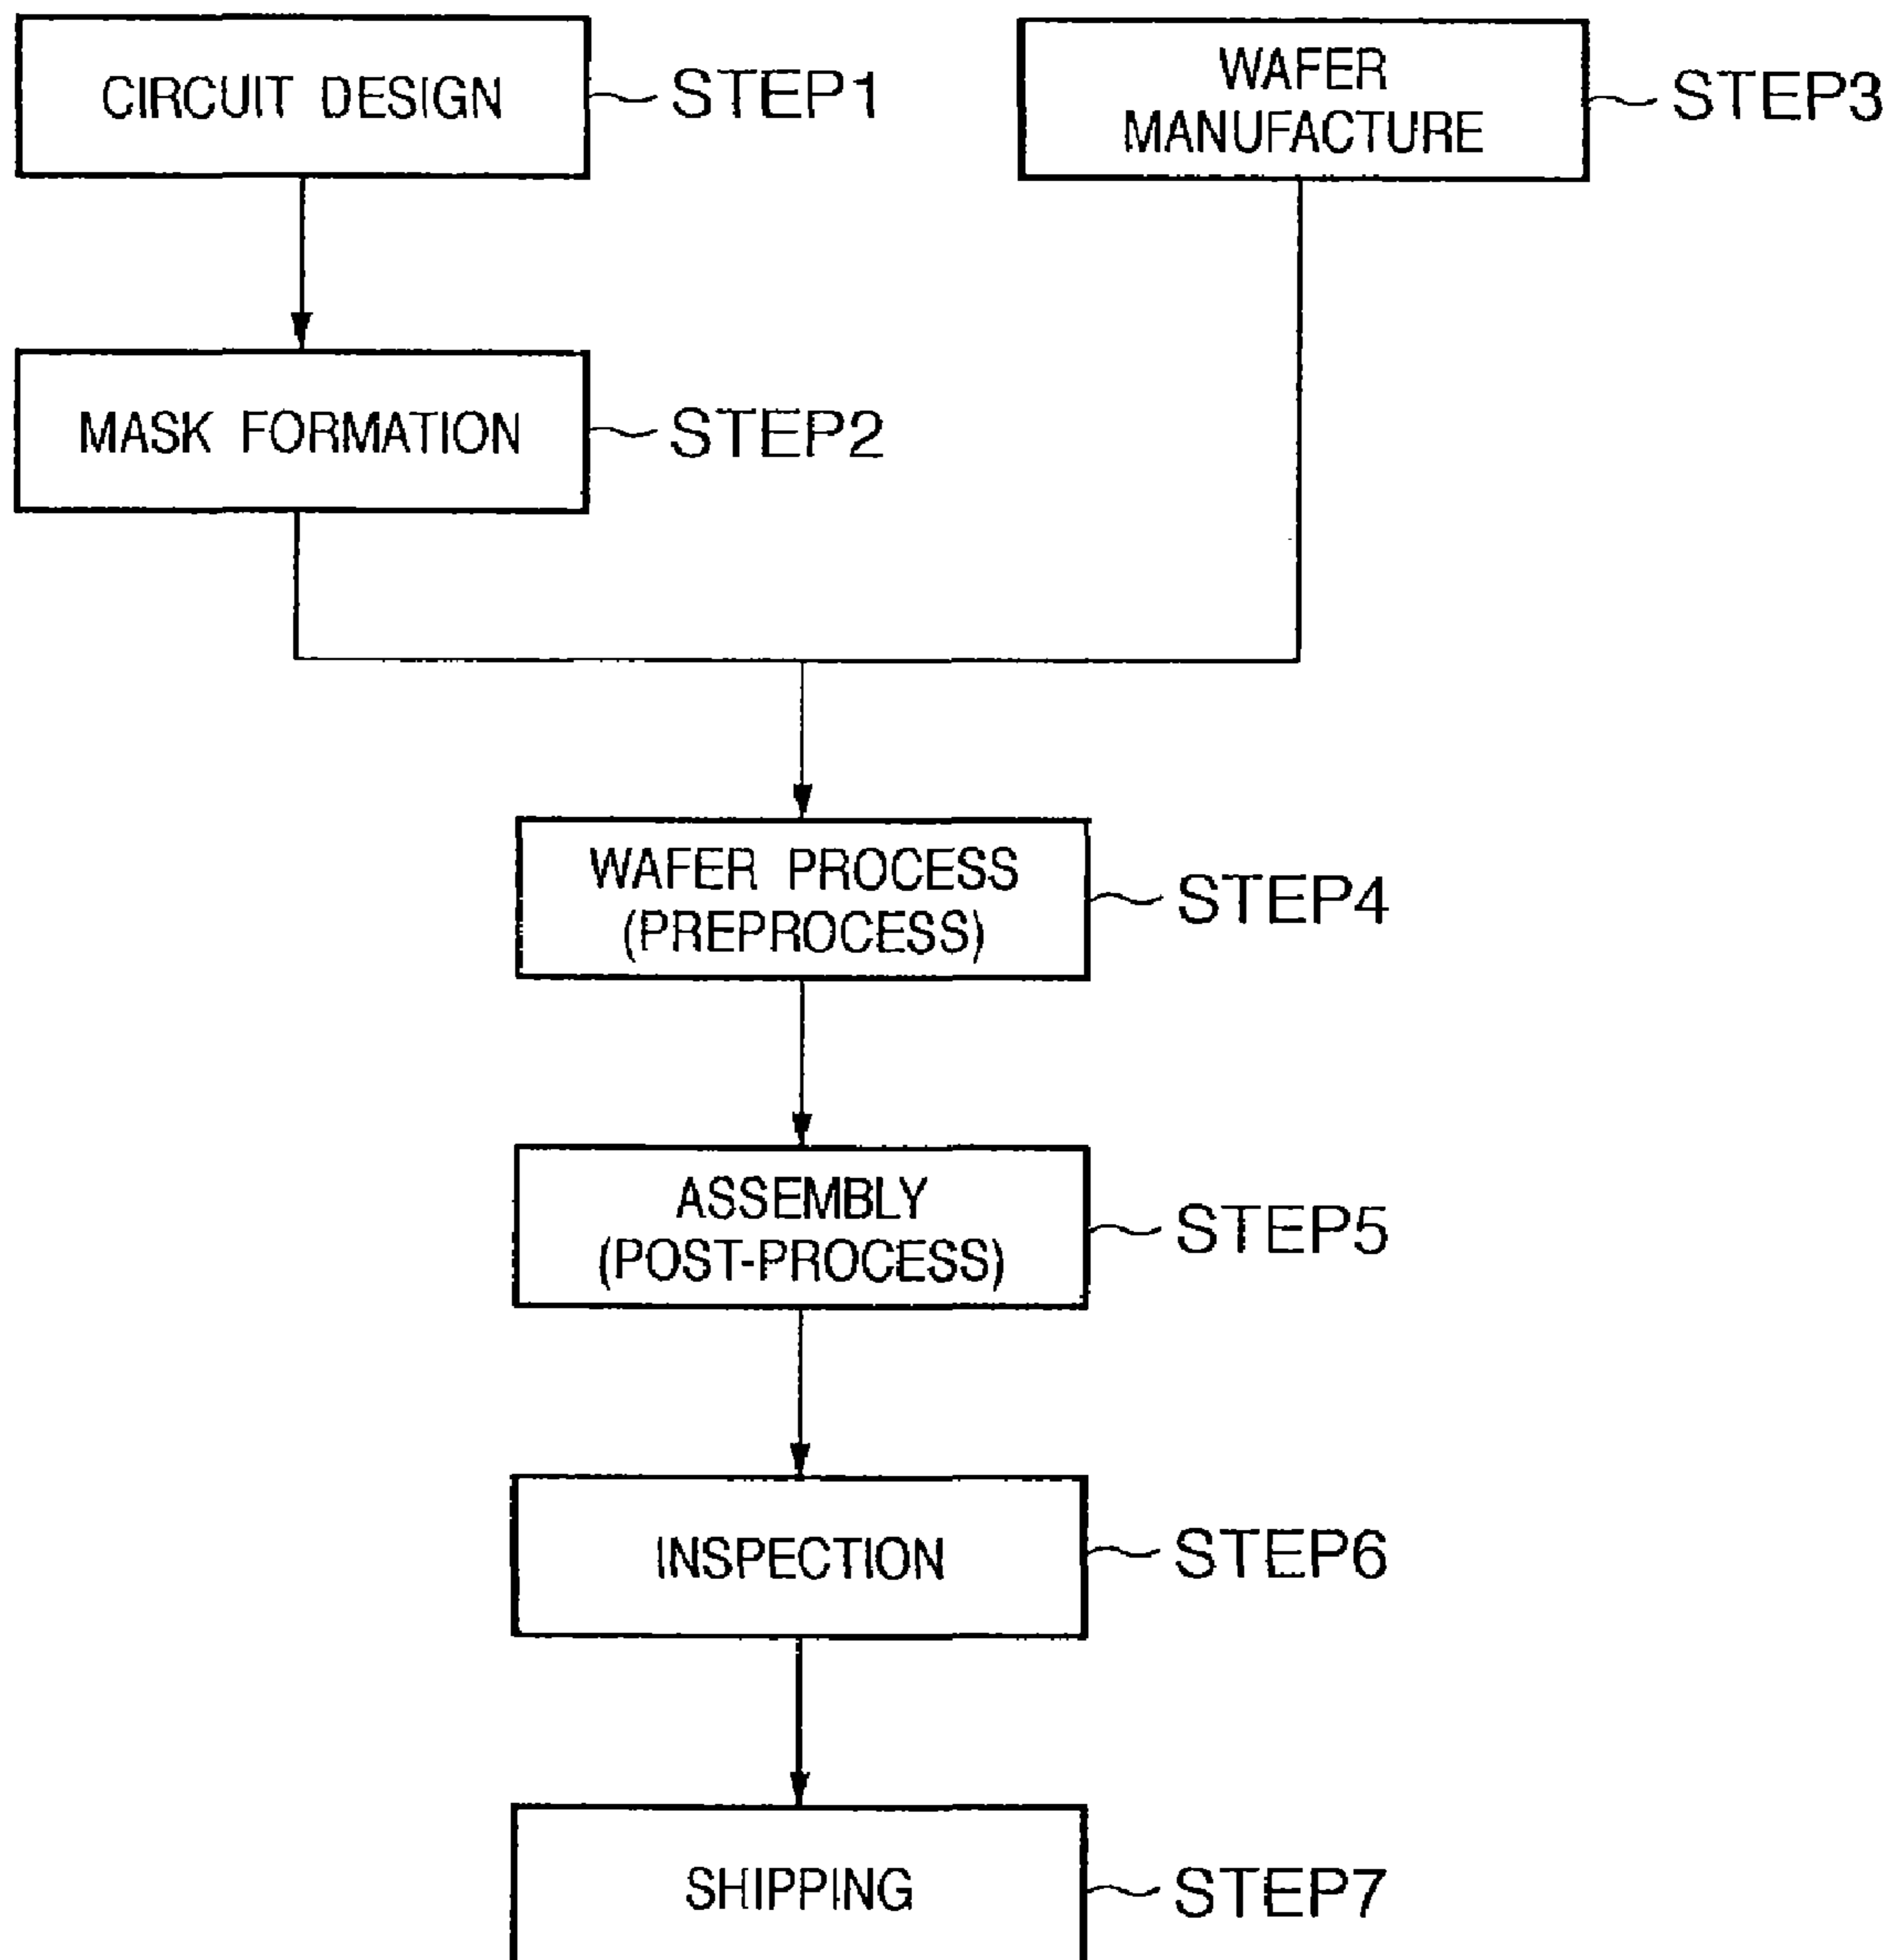 CIRCUIT DESIGN
STEP1
WAFER
MANUFACTURE
STEP3
MASK FORMATION
STEP2
WAFER PROCESS
(PREPROCESS)
STEP4
ASSEMBLY
(POST-PROCESS)
STEP5
INSPECTION
STEP6
SHIPPING
STEP7